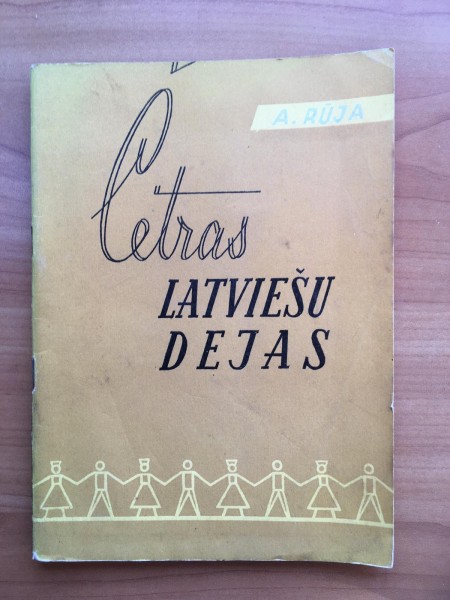 A. RŪJA
Četras
LATVIEŠU
DEJAS